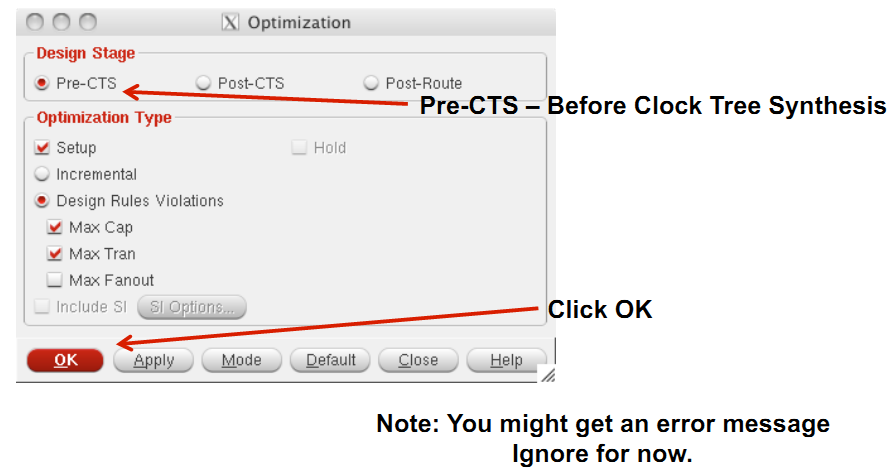 Optimization
Design Stage
Pre-CTS Post-CTS Post-Route
Pre-CTS – Before Clock Tree Synthesis
Optimization Type
Setup Hold
Incremental
Design Rules Violations
Max Cap
Max Tran
Max Fanout
Include SI SI Options...
Click OK
OK Apply Mode Default Close Help
Note: You might get an error message
Ignore for now.